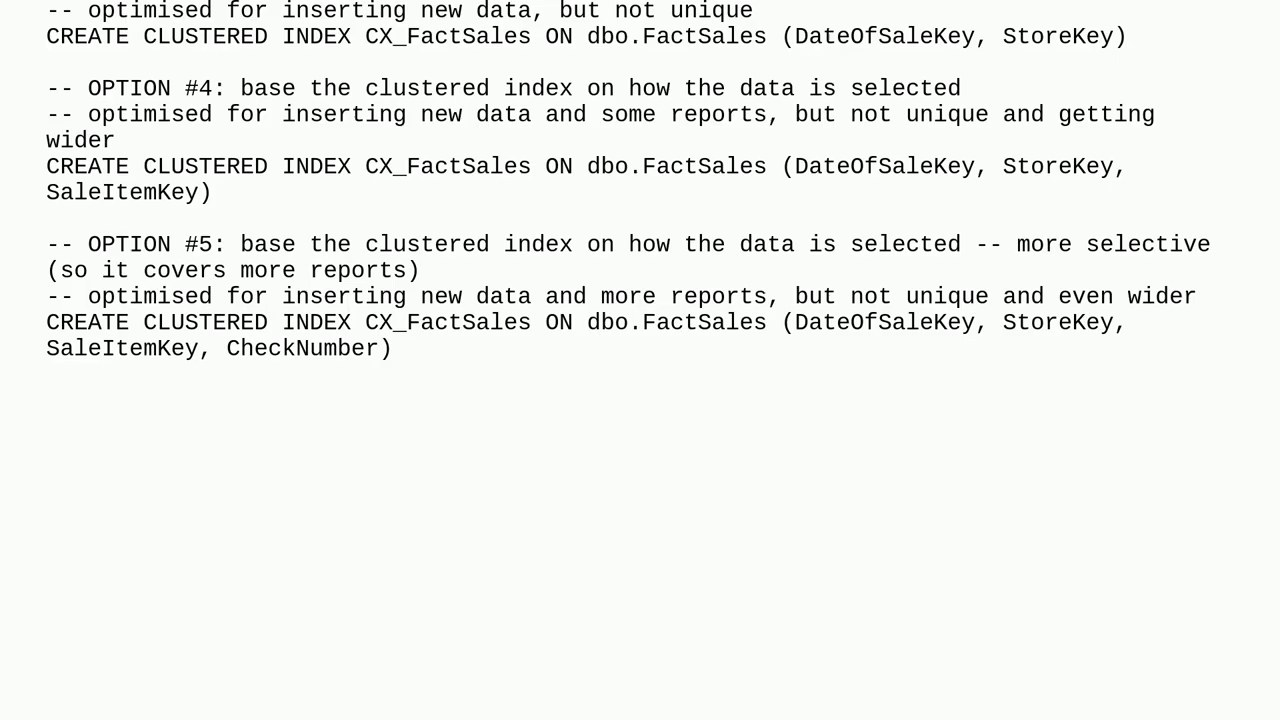 -- optimised for inserting new data, but not unique
CREATE CLUSTERED INDEX CX_FactSales ON dbo.FactSales (DateOfSaleKey, StoreKey)
-- OPTION #4: base the clustered index on how the data is selected
-- optimised for inserting new data and some reports, but not unique and getting
wider
CREATE CLUSTERED INDEX CX_FactSales ON dbo.FactSales (DateOfSaleKey, StoreKey,
SaleItemKey)
-- OPTION #5: base the clustered index on how the data is selected -- more selective
(so it covers more reports)
-- optimised for inserting new data and more reports, but not unique and even wider
CREATE CLUSTERED INDEX CX_FactSales ON dbo.FactSales (DateOfSaleKey, StoreKey,
SaleItemKey, CheckNumber)